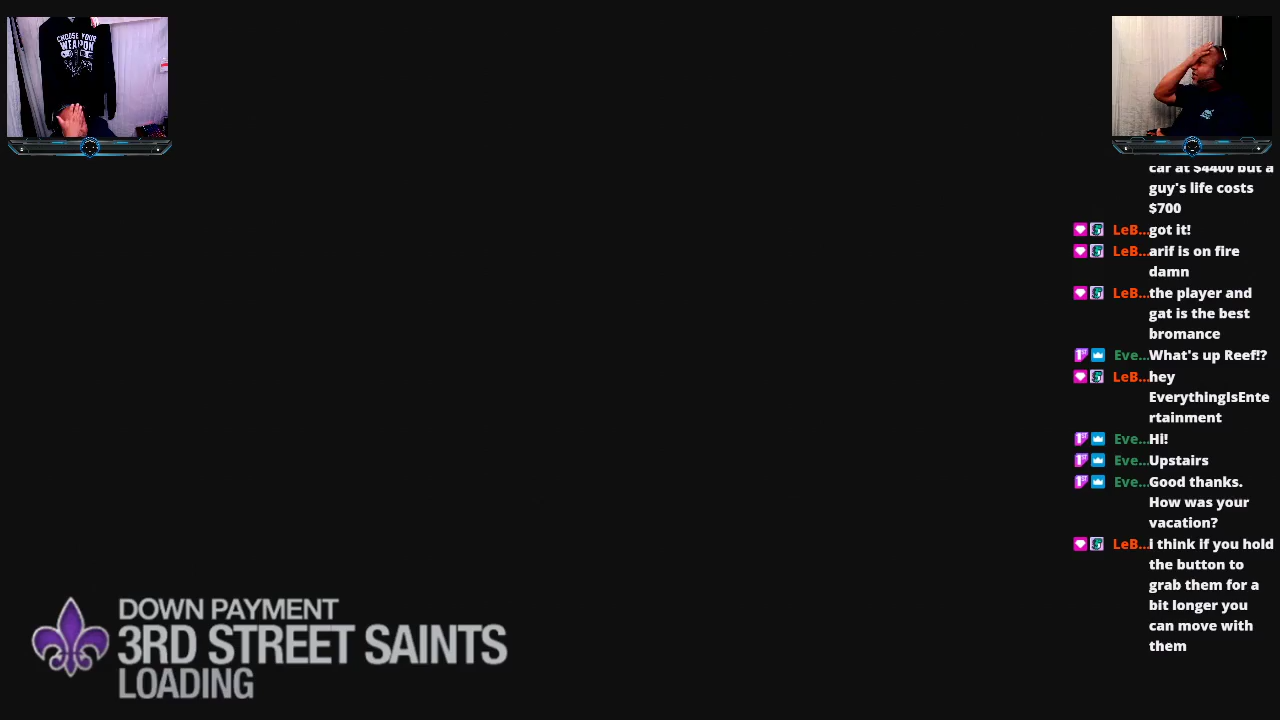 CHOOSE YOUR
WEAPON
car at $4400 but a
guy's life costs
$700
LeB... got it!
LeB... arif is on fire
damn
LeB... the player and
gat is the best
bromance
Eve... What's up Reef!?
LeB... hey
EverythingIsEnte
rtainment
Eve... Hi!
Eve... Upstairs
Eve... Good thanks.
How was your
vacation?
LeB... i think if you hold
the button to
grab them for a
bit longer you
can move with
them
DOWN PAYMENT
3RD STREET SAINTS
LOADING